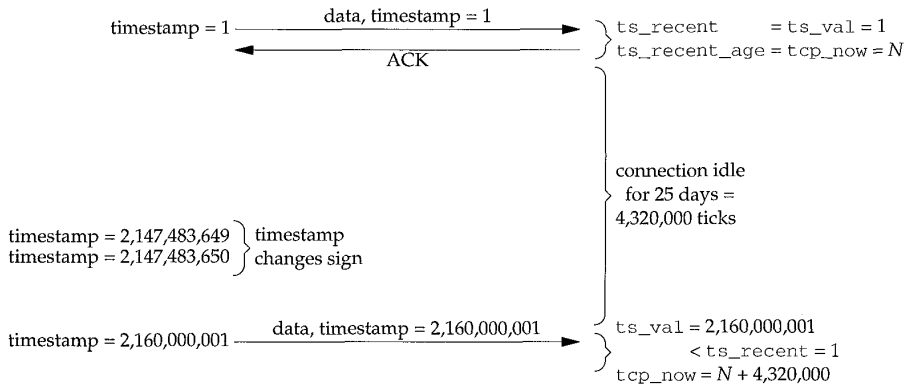 timestamp = 1
data, timestamp = 1
ACK
ts_recent = ts_val = 1
ts_recent_age = tcp_now = N
connection idle
for 25 days =
4,320,000 ticks
timestamp = 2,147,483,649
timestamp = 2,147,483,650
timestamp
changes sign
timestamp = 2,160,000,001
data, timestamp = 2,160,000,001
ts_val = 2,160,000,001
< ts_recent = 1
tcp_now = N + 4,320,000